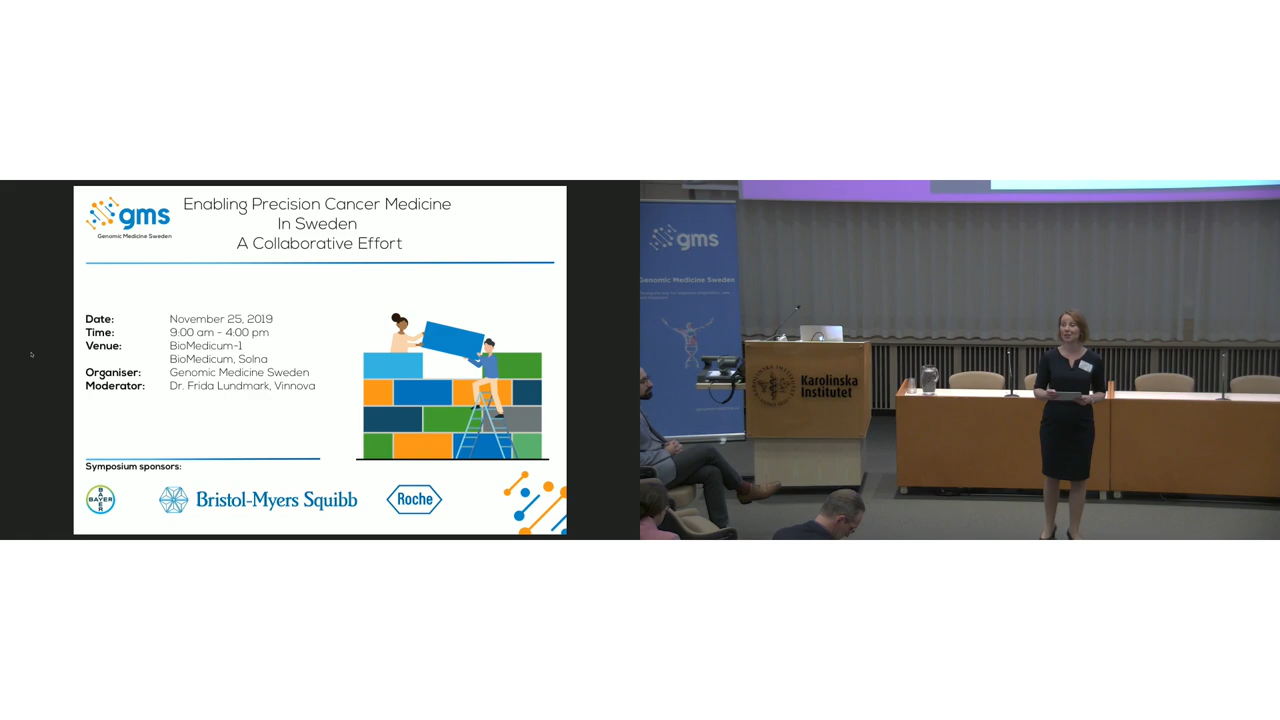 gms
Genomic Medicine Sweden
Enabling Precision Cancer Medicine
In Sweden
A Collaborative Effort
Date: November 25, 2019
Time: 9:00 am - 4:00 pm
Venue: BioMedicum-1
BioMedicum, Solna
Organiser: Genomic Medicine Sweden
Moderator: Dr. Frida Lundmark, Vinnova
Symposium sponsors:
BAYER
BAYER
Bristol-Myers Squibb
Roche
gms
Genomic Medicine Sweden
Karolinska
Institutet